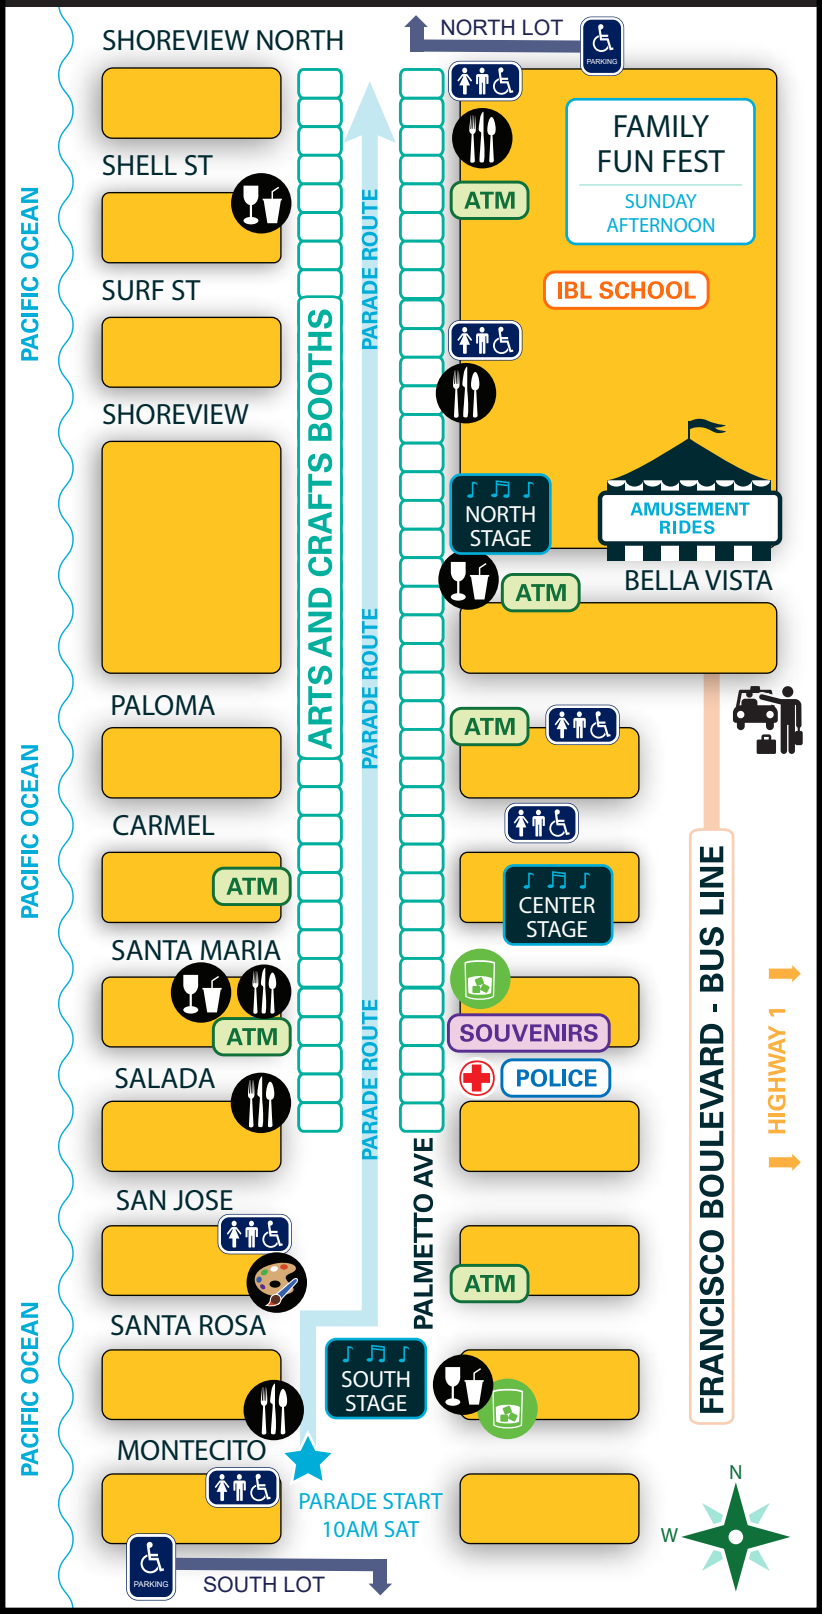 NORTH LOT
PARKING
SHOREVIEW NORTH
FAMILY
FUN FEST
SUNDAY
AFTERNOON
SHELL ST
ATM
PACIFIC OCEAN
PARADE ROUTE
SURF ST
IBL SCHOOL
ARTS AND CRAFTS BOOTHS
SHOREVIEW
NORTH
STAGE
AMUSEMENT
RIDES
BELLA VISTA
ATM
PARADE ROUTE
PALOMA
ATM
PACIFIC OCEAN
CARMEL
ATM
CENTER
STAGE
FRANCISCO BOULEVARD - BUS LINE
SANTA MARIA
ATM
SOUVENIRS
HIGHWAY 1
PARADE ROUTE
SALADA
POLICE
PALMETTO AVE
SAN JOSE
ATM
PACIFIC OCEAN
SANTA ROSA
SOUTH
STAGE
MONTECITO
PARADE START
10AM SAT
N
W
PARKING
SOUTH LOT